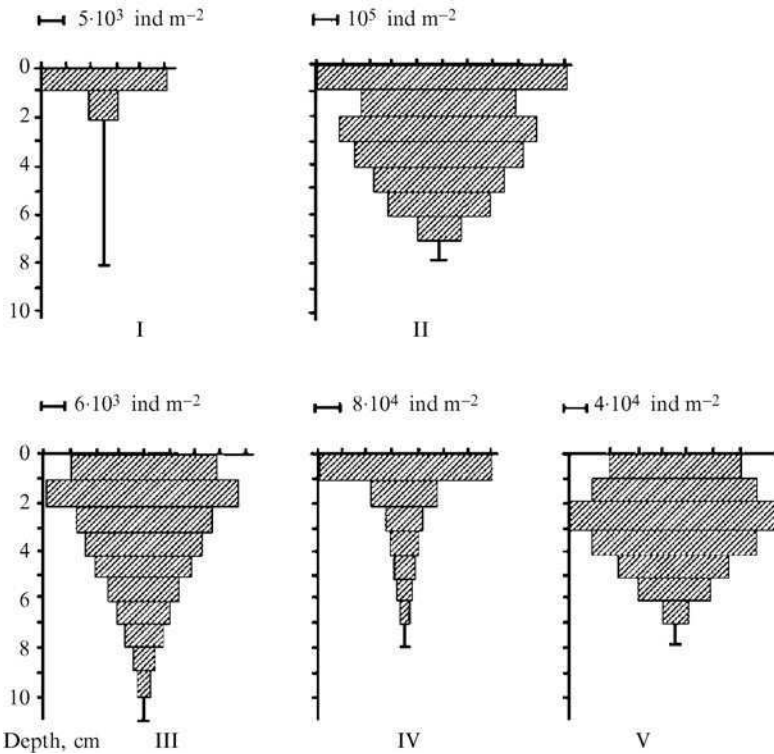 5·10³ ind m⁻²
10⁵ ind m⁻²
0
2
4
6
8
10
I
II
6·10³ ind m⁻²
8·10⁴ ind m⁻²
4·10⁴ ind m⁻²
0
2
4
6
8
10
Depth, cm
III
IV
V